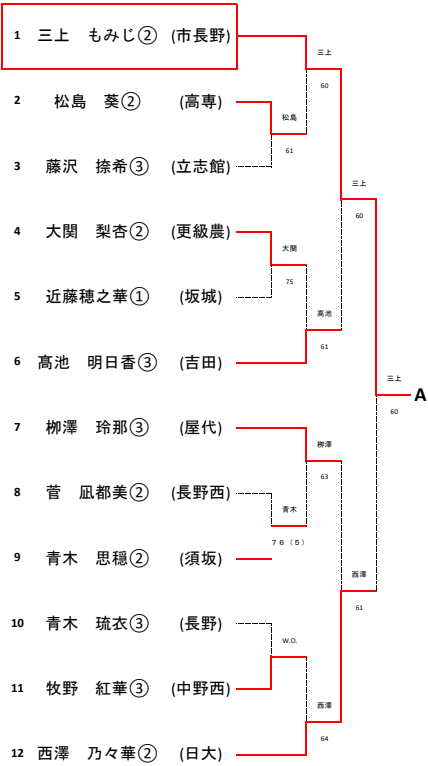 1 三上　もみじ② (市長野)
三上
60
2 松島　葵② (高専)
松島
61
3 藤沢　捺希③ (立志館)
三上
60
4 大関　梨杏② (更級農)
大関
75
5 近藤穂之華① (坂城)
高池
61
6 髙池　明日香③ (吉田)
三上
60
A
7 柳澤　玲那③ (屋代)
柳澤
63
8 菅　凪都美② (長野西)
青木
７６（５）
9 青木　思穏② (須坂)
西澤
61
10 青木　琉衣③ (長野)
W.O.
11 牧野　紅華③ (中野西)
西澤
64
12 西澤　乃々華② (日大)